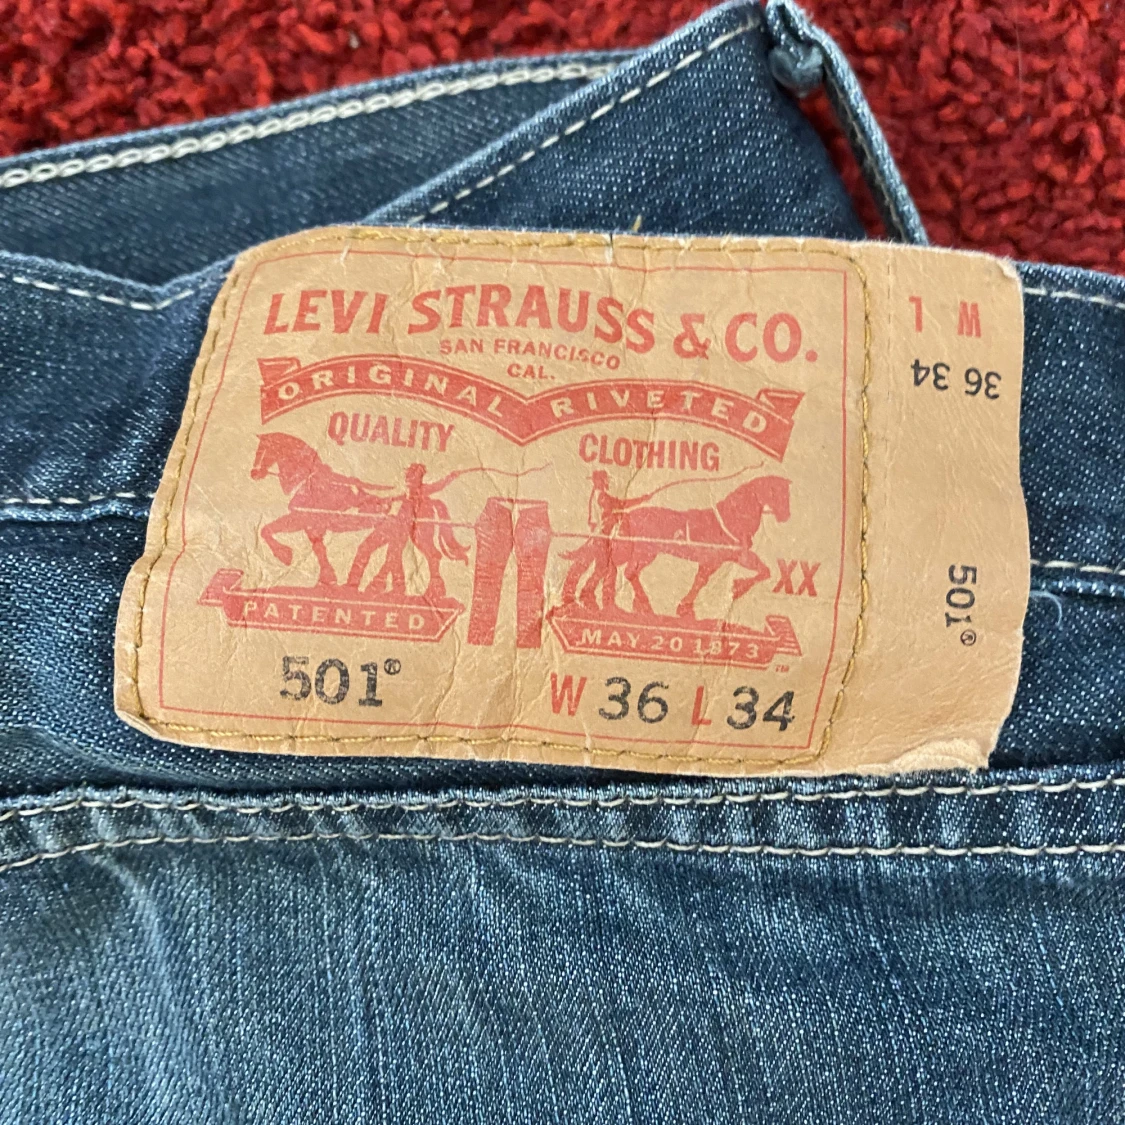 LEVI STRAUSS & CO.
SAN FRANCISCO
CAL.
ORIGINAL RIVETED
QUALITY CLOTHING
XX
PATENTED MAY.20 1873
™
501® W 36 L 34
W L
36 34
501®